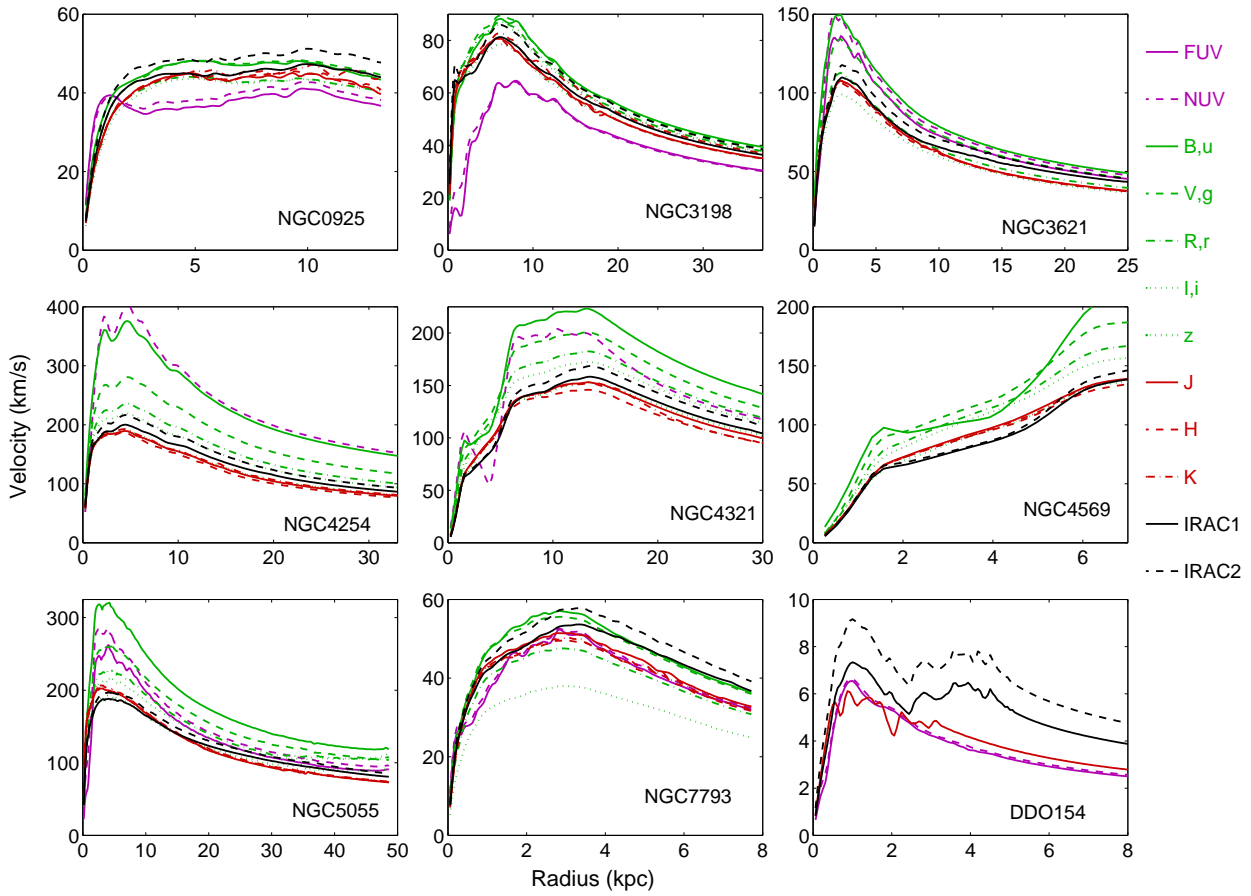 Velocity (km/s)
Radius (kpc)
60
50
40
30
20
10
0
0 5 10
NGC0925
80
60
40
20
0
0 10 20 30
NGC3198
150
100
50
0
0 5 10 15 20 25
NGC3621
400
300
200
100
0
0 10 20 30
NGC4254
200
150
100
50
0
0 10 20 30
NGC4321
200
150
100
50
0
0 2 4 6
NGC4569
300
200
100
0
0 10 20 30 40 50
NGC5055
60
40
20
0
0 2 4 6 8
NGC7793
10
8
6
4
2
0
0 2 4 6 8
DDO154
FUV
NUV
B,u
V,g
R,r
I,i
z
J
H
K
IRAC1
IRAC2